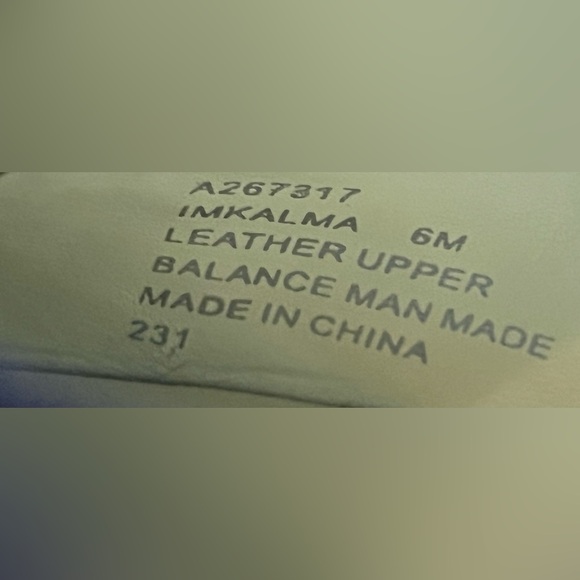 A267317
IMKALMA 6M
LEATHER UPPER
BALANCE MAN MADE
MADE IN CHINA
231